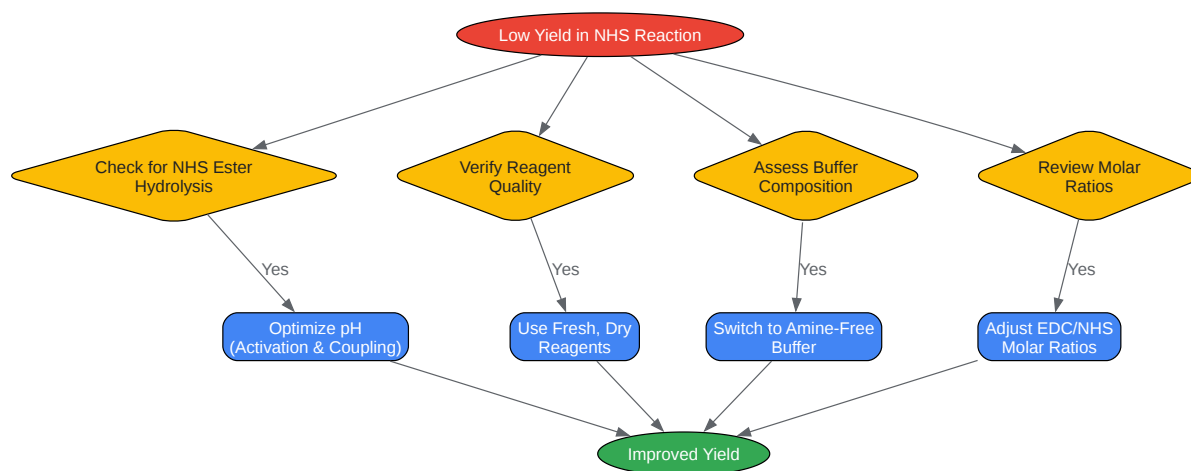 Low Yield in NHS Reaction
Check for NHS Ester
Hydrolysis
Verify Reagent
Quality
Assess Buffer
Composition
Review Molar
Ratios
Yes
Yes
Yes
Yes
Optimize pH
(Activation & Coupling)
Use Fresh, Dry
Reagents
Switch to Amine-Free
Buffer
Adjust EDC/NHS
Molar Ratios
Improved Yield